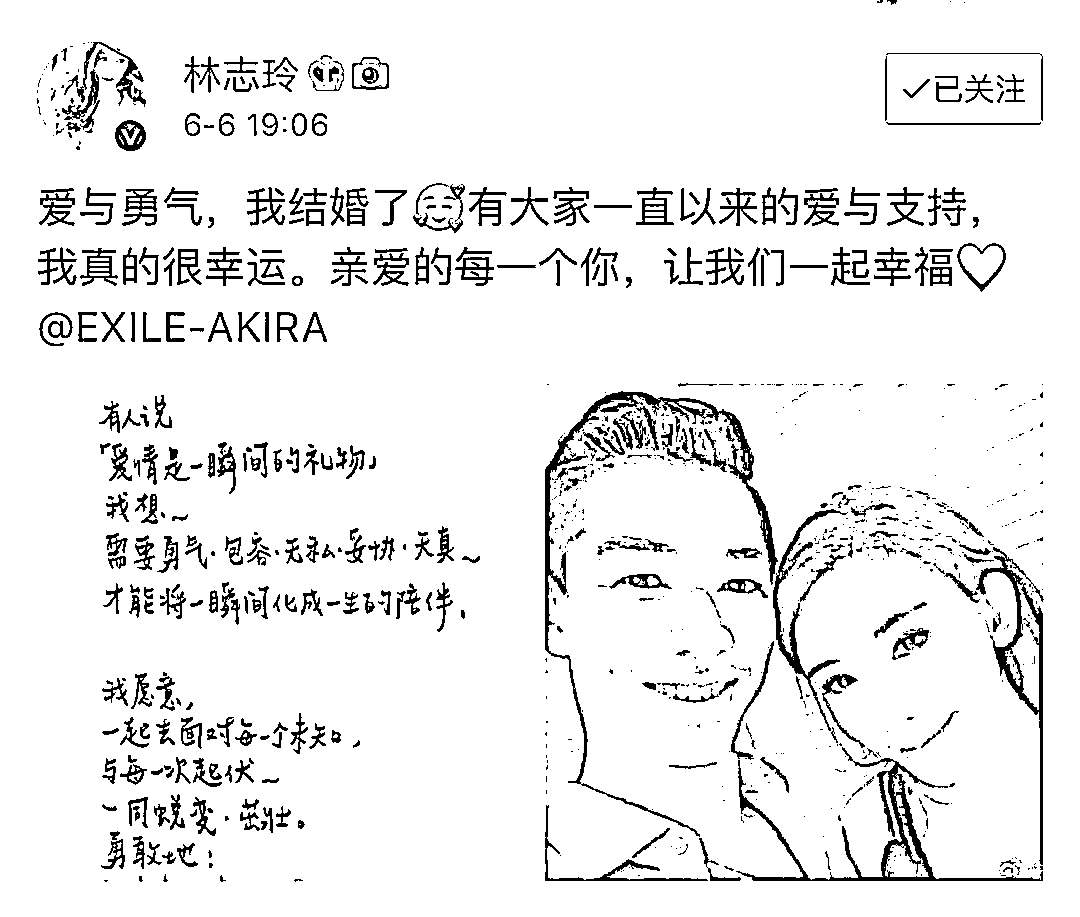 林志玲
6-6 19:06
已关注
爱与勇气，我结婚了🥰有大家一直以来的爱与支持，
我真的很幸运。亲爱的每一个你，让我们一起幸福♡
@EXILE-AKIRA
有人说
「爱情是一瞬间的礼物」
我想~
需要勇气·包容·无私·妥协·天真~
才能将一瞬间化成一生的陪伴.
我愿意,
一起去面对每一个未知,
与每一次起伏~
一同蜕变·茁壮。
勇敢地: